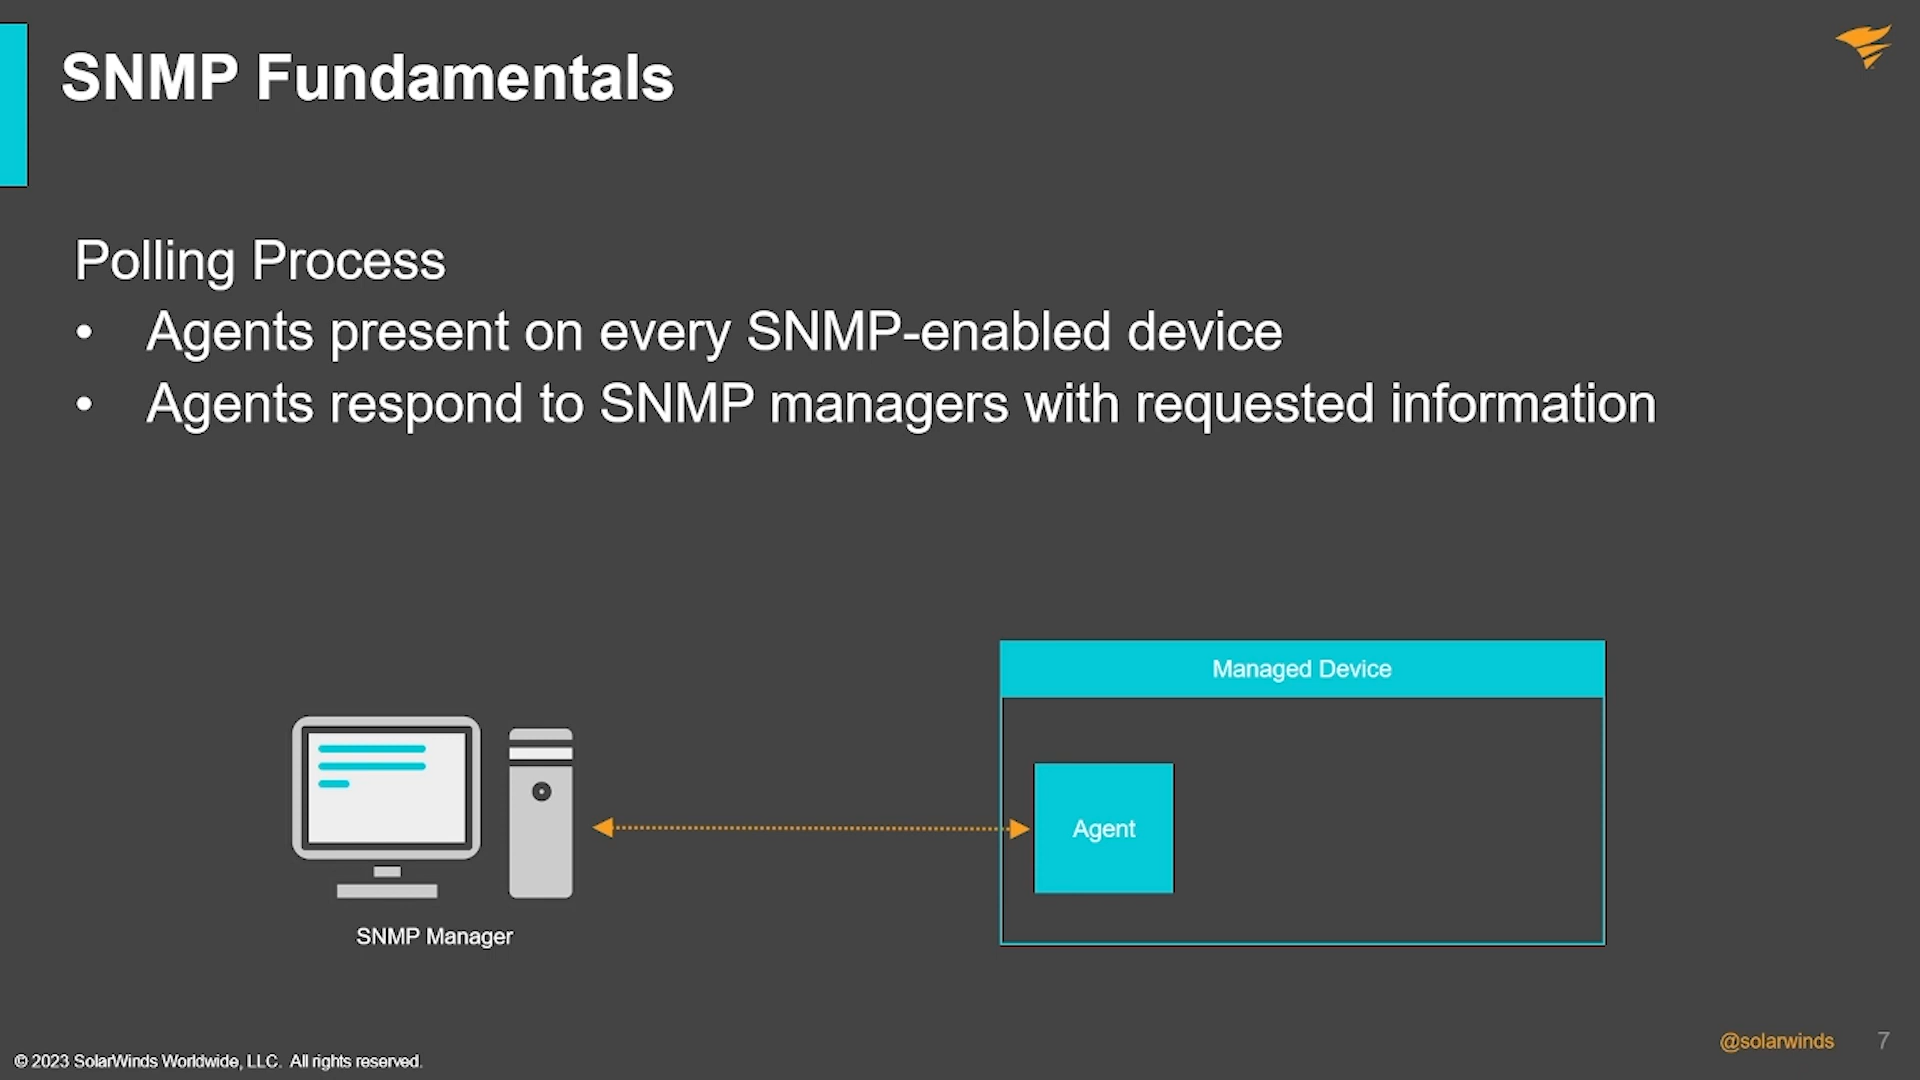 SNMP Fundamentals
Polling Process
• Agents present on every SNMP-enabled device
• Agents respond to SNMP managers with requested information
Managed Device
Agent
SNMP Manager
@solarwinds 7
© 2023 SolarWinds Worldwide, LLC. All rights reserved.